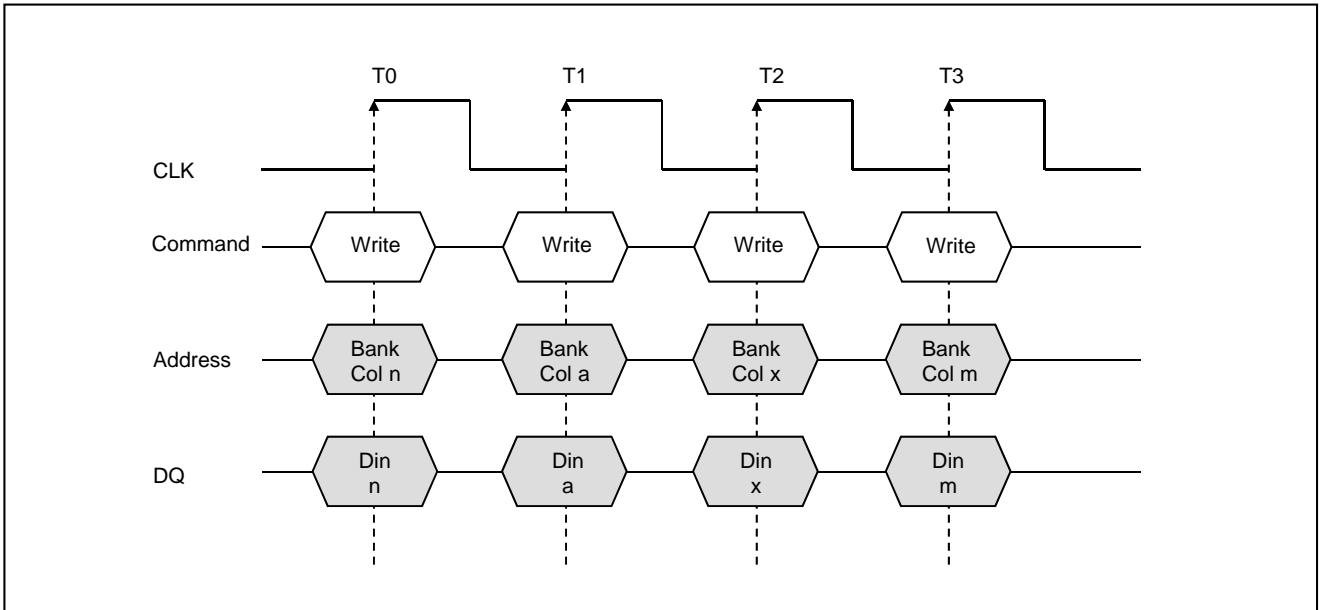 T0 T1 T2 T3
CLK
Command Write Write Write Write
Address Bank Col n Bank Col a Bank Col x Bank Col m
DQ Din n Din a Din x Din m